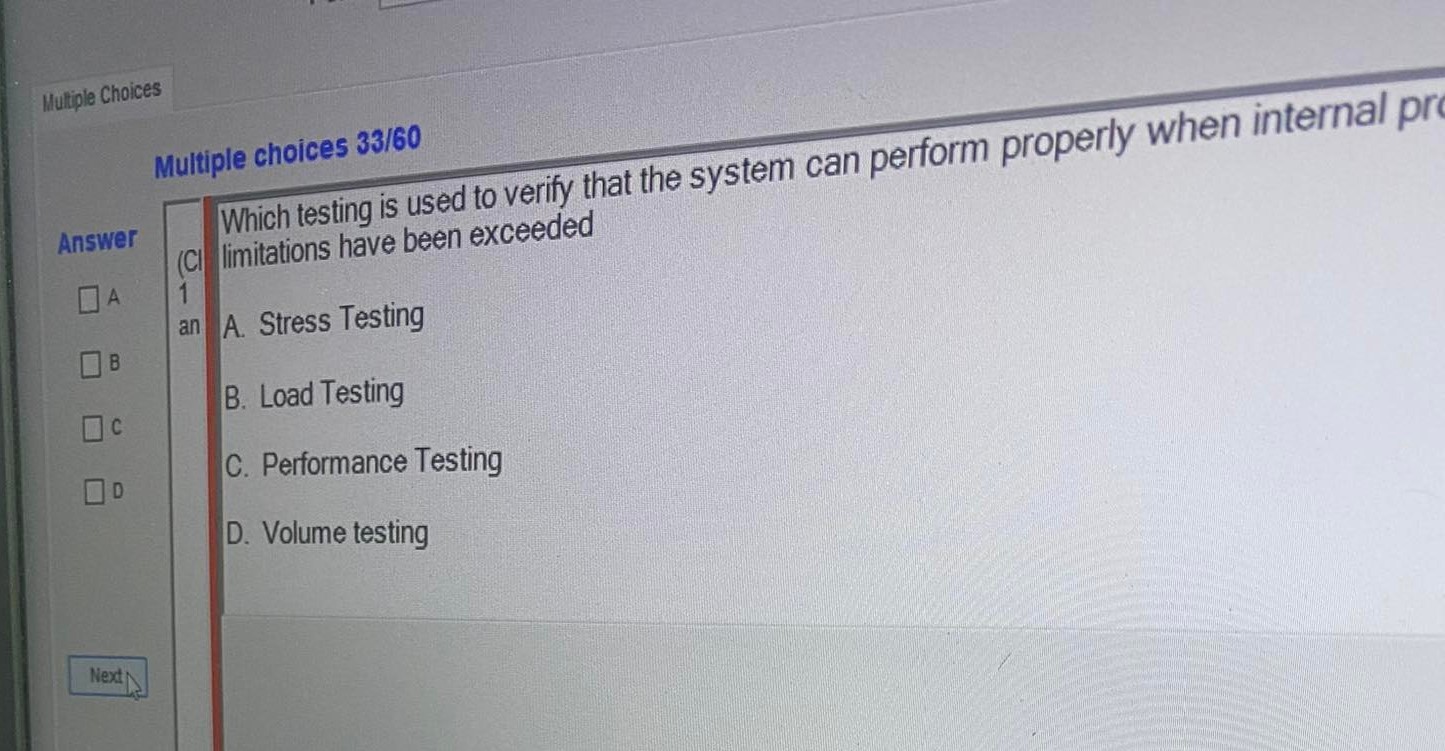 Multiple Choices
Multiple choices 33/60
Answer
A
B
C
D
Next
(Cl
1
an
Which testing is used to verify that the system can perform properly when internal pro
limitations have been exceeded
A. Stress Testing
B. Load Testing
C. Performance Testing
D. Volume testing